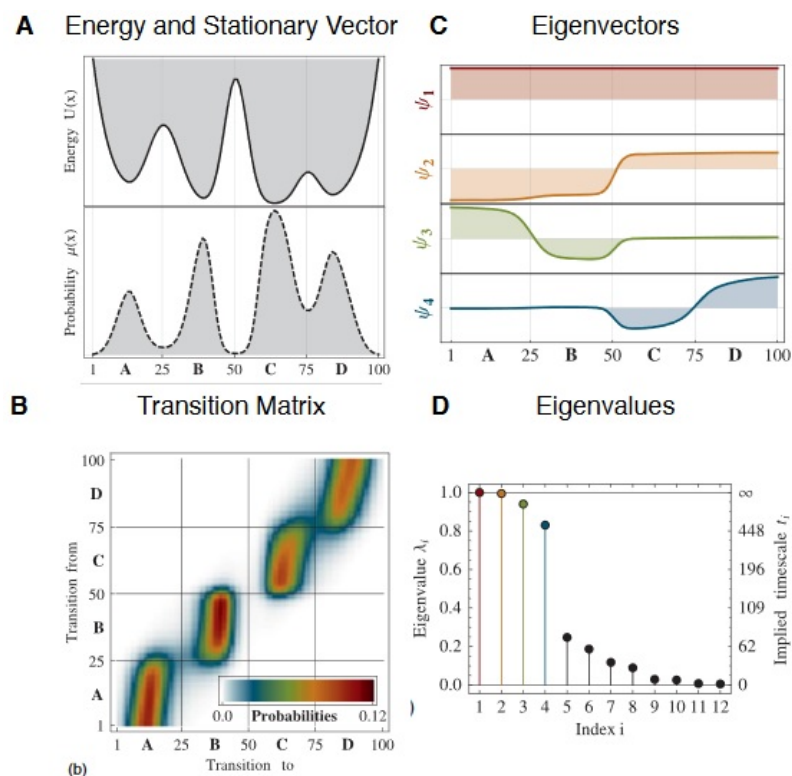 A Energy and Stationary Vector
Energy U(x)
Probability μ(x)
1 A 25 B 50 C 75 D 100
C Eigenvectors
ψ1
ψ2
ψ3
ψ4
1 A 25 B 50 C 75 D 100
B Transition Matrix
Transition from
100
D
75
C
50
B
25
A
1
0.0 Probabilities 0.12
1 A 25 B 50 C 75 D 100
Transition to
(b)
D Eigenvalues
Eigenvalue λi
1.0
0.8
0.6
0.4
0.2
0.0
∞
448
196
109
62
0
Implied timescale ti
1 2 3 4 5 6 7 8 9 10 11 12
Index i
)